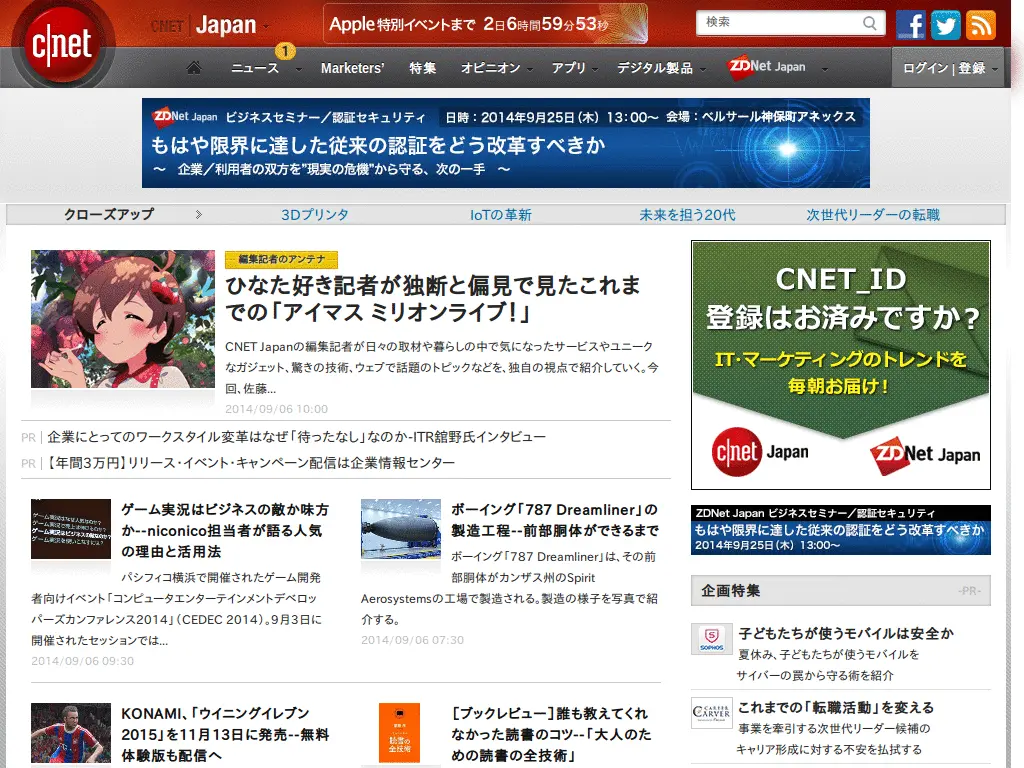 c|net
CNET Japan
Apple特別イベントまで 2日6時間59分53秒
検索
1
ニュース
Marketers'
特集
オピニオン
アプリ
デジタル製品
ZDNet Japan
ログイン | 登録
ZDNet Japan ビジネスセミナー／認証セキュリティ 日時：2014年9月25日(木) 13：00～ 会場：ベルサール神保町アネックス
もはや限界に達した従来の認証をどう改革すべきか
～ 企業／利用者の双方を"現実の危機"から守る、次の一手 ～
クローズアップ
3Dプリンタ
IoTの革新
未来を担う20代
次世代リーダーの転職
編集記者のアンテナ
ひなた好き記者が独断と偏見で見たこれま
での「アイマス ミリオンライブ！」
CNET Japanの編集記者が日々の取材や暮らしの中で気になったサービスやユニーク
なガジェット、驚きの技術、ウェブで話題のトピックなどを、独自の視点で紹介していく。今
回、佐藤...
2014/09/06 10:00
PR | 企業にとってのワークスタイル変革はなぜ「待ったなし」なのか-ITR舘野氏インタビュー
PR | 【年間3万円】リリース・イベント・キャンペーン配信は企業情報センター
ゲーム実況はビジネスの敵か味方
か--niconico担当者が語る人気
の理由と活用法
パシフィコ横浜で開催されたゲーム開発
者向けイベント「コンピュータエンターテインメントデベロッ
パーズカンファレンス2014」（CEDEC 2014）。9月3日に
開催されたセッションでは...
2014/09/06 09:30
ボーイング「787 Dreamliner」の
製造工程--前部胴体ができるまで
ボーイング「787 Dreamliner」は、その前
部胴体がカンザス州のSpirit
Aerosystemsの工場で製造される。製造の様子を写真で紹
介する。
2014/09/06 07:30
KONAMI、「ウイニングイレブン
2015」を11月13日に発売--無料
体験版も配信へ
読書の
全技術
［ブックレビュー］誰も教えてくれ
なかった読書のコツ--「大人のた
めの読書の全技術」
CNET_ID
登録はお済みですか？
IT・マーケティングのトレンドを
毎朝お届け！
c|net Japan
ZDNet Japan
ZDNet Japan ビジネスセミナー／認証セキュリティ
もはや限界に達した従来の認証をどう改革すべきか
2014年9月25日(木) 13:00～
企画特集
-PR-
SOPHOS
子どもたちが使うモバイルは安全か
夏休み、子どもたちが使うモバイルを
サイバーの罠から守る術を紹介
CAREER CARVER
これまでの「転職活動」を変える
事業を牽引する次世代リーダー候補の
キャリア形成に対する不安を払拭する